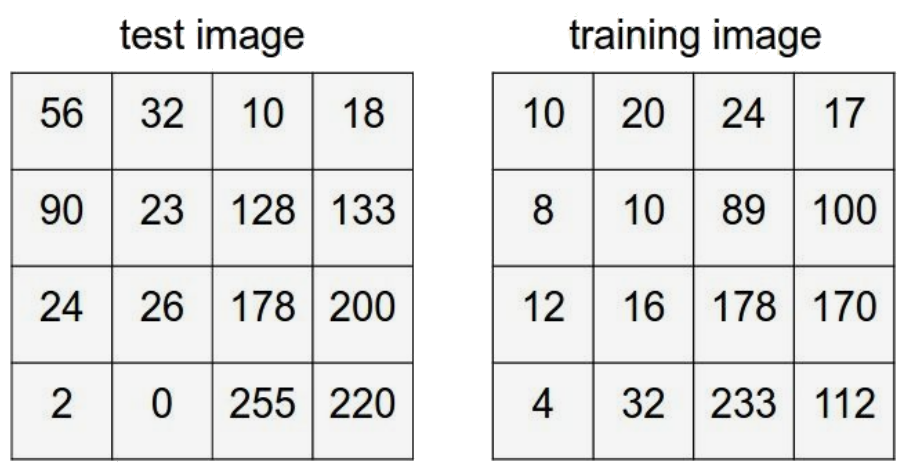 test image training image
56 32 10 18 10 20 24 17
90 23 128 133 8 10 89 100
24 26 178 200 12 16 178 170
2 0 255 220 4 32 233 112